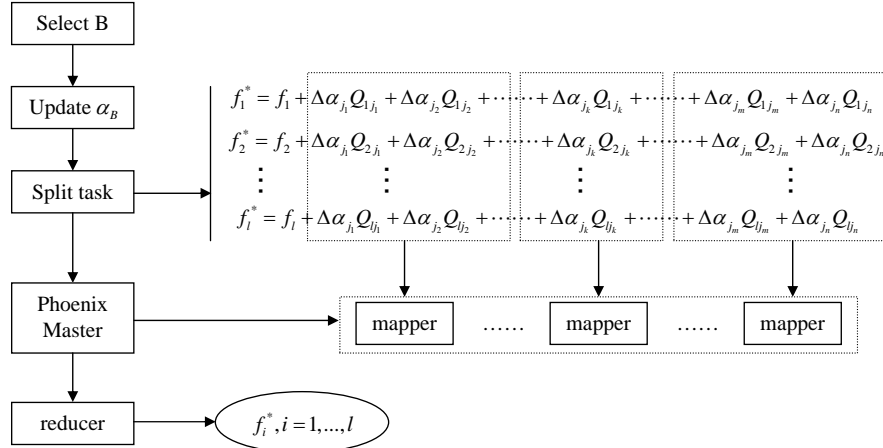 Select B
Update α_B
Split task
Phoenix
Master
reducer
f_1^* = f_1 + Δα_{j_1} Q_{1j_1} + Δα_{j_2} Q_{1j_2} + ······ + Δα_{j_k} Q_{1j_k} + ······ + Δα_{j_m} Q_{1j_m} + Δα_{j_n} Q_{1j_n}
f_2^* = f_2 + Δα_{j_1} Q_{2j_1} + Δα_{j_2} Q_{2j_2} + ······ + Δα_{j_k} Q_{2j_k} + ······ + Δα_{j_m} Q_{2j_m} + Δα_{j_n} Q_{2j_n}
⋮ ⋮ ⋮ ⋮
f_l^* = f_l + Δα_{j_1} Q_{lj_1} + Δα_{j_2} Q_{lj_2} + ······ + Δα_{j_k} Q_{lj_k} + ······ + Δα_{j_m} Q_{lj_m} + Δα_{j_n} Q_{lj_n}
mapper ...... mapper ...... mapper
f_i^*, i = 1,...,l